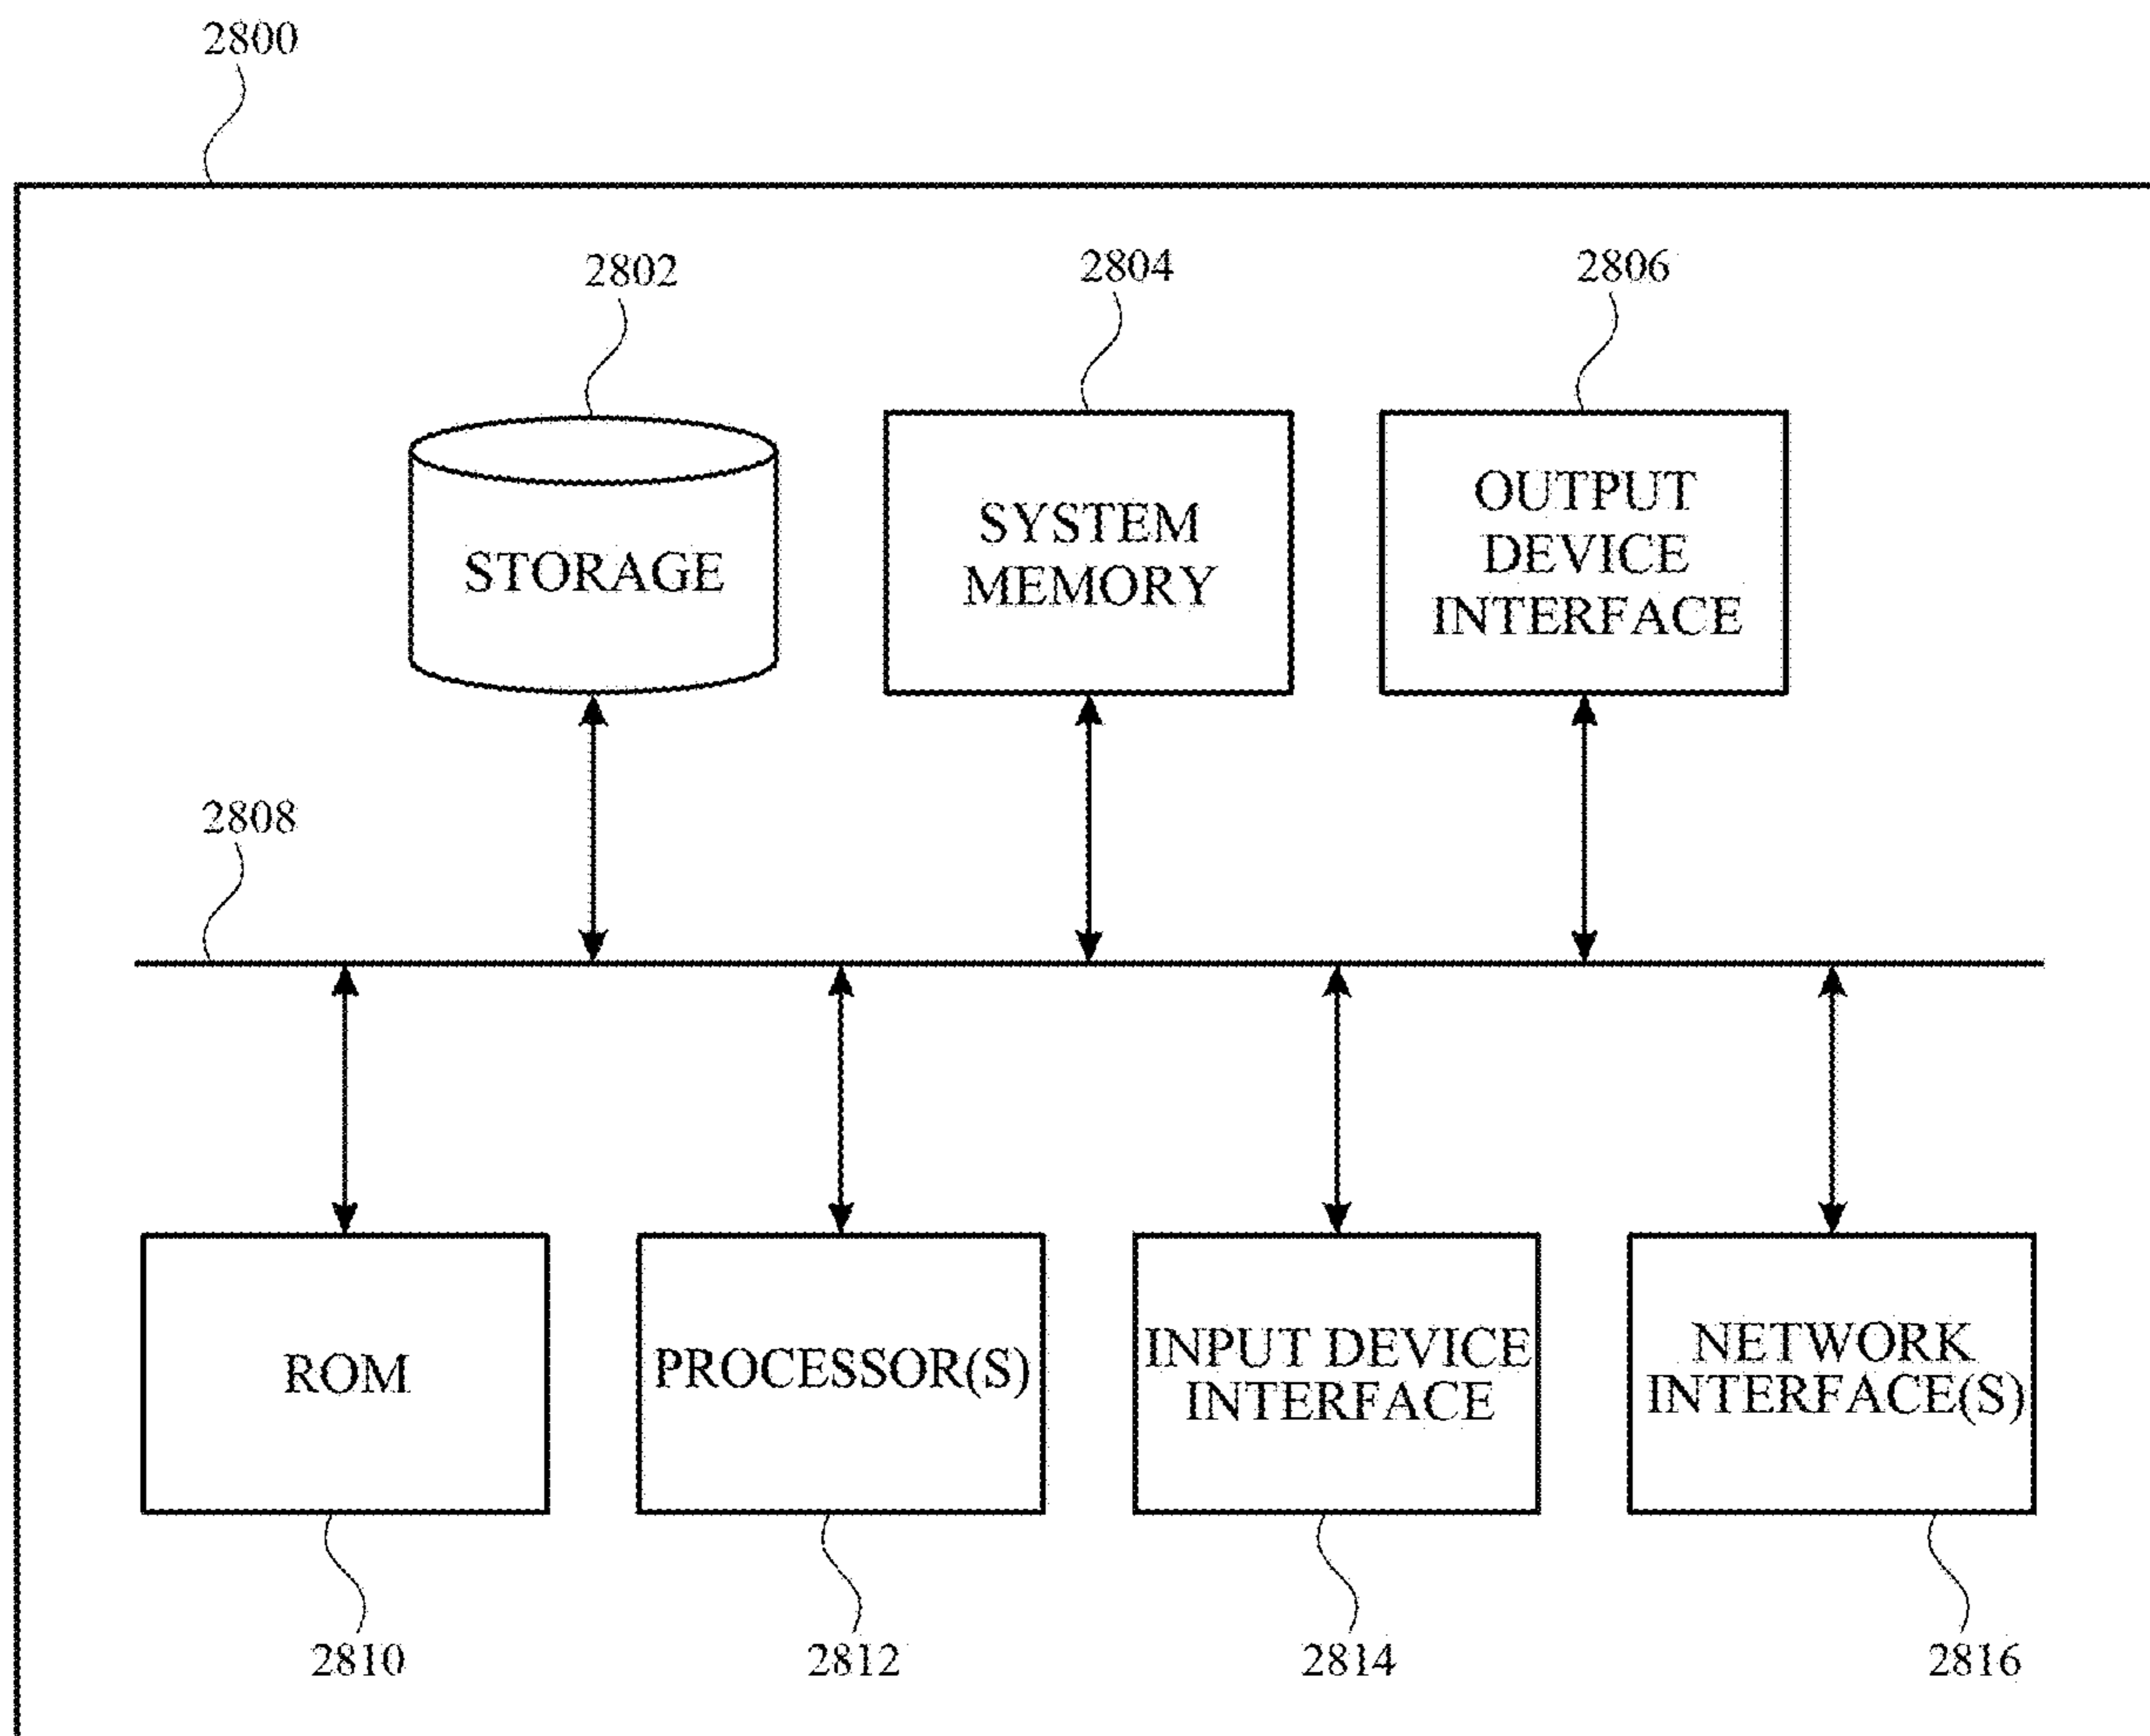 2800
2802
2804
2806
STORAGE
SYSTEM
MEMORY
OUTPUT
DEVICE
INTERFACE
2808
ROM
PROCESSOR(S)
INPUT DEVICE
INTERFACE
NETWORK
INTERFACE(S)
2810
2812
2814
2816